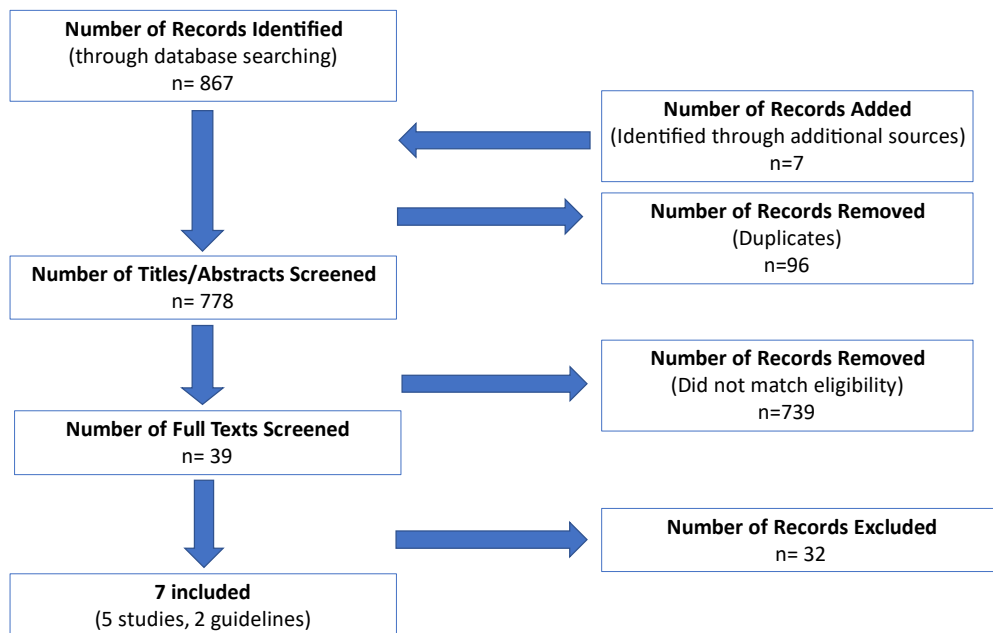 Number of Records Identified
(through database searching)
n= 867
Number of Records Added
(Identified through additional sources)
n=7
Number of Records Removed
(Duplicates)
n=96
Number of Titles/Abstracts Screened
n= 778
Number of Records Removed
(Did not match eligibility)
n=739
Number of Full Texts Screened
n= 39
Number of Records Excluded
n= 32
7 included
(5 studies, 2 guidelines)